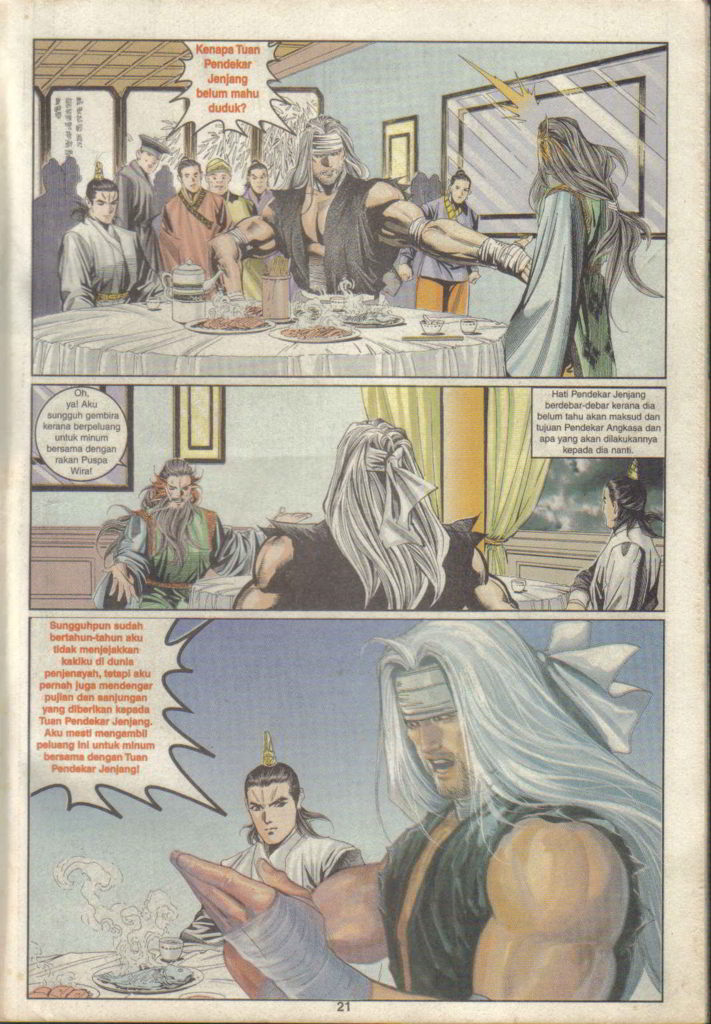 Kenapa Tuan
Pendekar
Jenjang
belum mahu
duduk?
Oh,
ya! Aku
sungguh gembira
kerana berpeluang
untuk minum
bersama dengan
rakan Puspa
Wira!
Hati Pendekar Jenjang
berdebar-debar kerana dia
belum tahu akan maksud dan
tujuan Pendekar Angkasa dan
apa yang akan dilakukannya
kepada dia nanti.
Sungguhpun sudah
bertahun-tahun aku
tidak menjejakkan
kakiku di dunia
penjenayah, tetapi aku
pernah juga mendengar
pujian dan sanjungan
yang diberikan kepada
Tuan Pendekar Jenjang.
Aku mesti mengambil
peluang ini untuk minum
bersama dengan Tuan
Pendekar Jenjang!
21